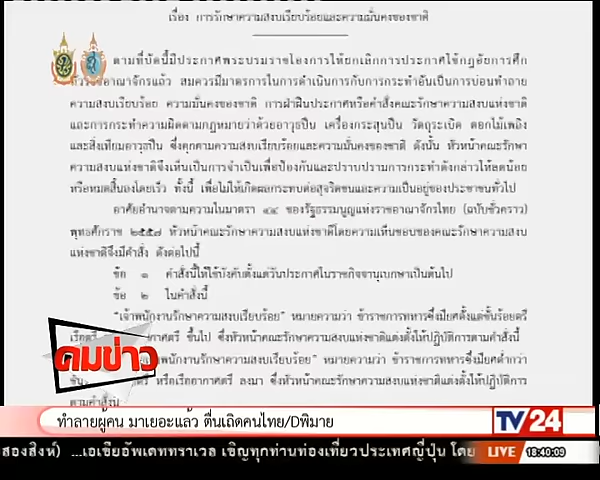 เรื่อง การรักษาความสงบเรียบร้อยและความมั่นคงของชาติ
ตามที่บัดนี้มีประกาศพระบรมราชโองการให้ยกเลิกการประกาศใช้กฎอัยการศึก
ทั่วราชอาณาจักรแล้ว สมควรมีมาตรการในการดำเนินการกับการกระทำอันเป็นการบ่อนทำลาย
ความสงบเรียบร้อย ความมั่นคงของชาติ การฝ่าฝืนประกาศหรือคำสั่งคณะรักษาความสงบแห่งชาติ
และการกระทำความผิดตามกฎหมายว่าด้วยอาวุธปืน เครื่องกระสุนปืน วัตถุระเบิด ดอกไม้เพลิง
และสิ่งเทียมอาวุธปืน ซึ่งคุกคามความสงบเรียบร้อยและความมั่นคงของชาติ ดังนั้น หัวหน้าคณะรักษา
ความสงบแห่งชาติจึงเห็นเป็นการจำเป็นเพื่อป้องกันและปราบปรามการกระทำดังกล่าวให้ลดน้อย
หรือหมดสิ้นลงโดยเร็ว ทั้งนี้ เพื่อไม่ให้เกิดผลกระทบต่อสุจริตชนและความเป็นอยู่ของประชาชนทั่วไป
อาศัยอำนาจตามความในมาตรา ๔๔ ของรัฐธรรมนูญแห่งราชอาณาจักรไทย (ฉบับชั่วคราว)
พุทธศักราช ๒๕๕๗ หัวหน้าคณะรักษาความสงบแห่งชาติโดยความเห็นชอบของคณะรักษาความสงบ
แห่งชาติจึงมีคำสั่ง ดังต่อไปนี้
ข้อ ๑ คำสั่งนี้ให้ใช้บังคับตั้งแต่วันประกาศในราชกิจจานุเบกษาเป็นต้นไป
ข้อ ๒ ในคำสั่งนี้
"เจ้าพนักงานรักษาความสงบเรียบร้อย" หมายความว่า ข้าราชการทหารซึ่งมียศตั้งแต่ชั้นร้อยตรี
เรือตรี อากาศตรี ขึ้นไป ซึ่งหัวหน้าคณะรักษาความสงบแห่งชาติแต่งตั้งให้ปฏิบัติการตามคำสั่งนี้
พนักงานรักษาความสงบเรียบร้อย" หมายความว่า ข้าราชการทหารซึ่งมียศต่ำกว่า
ชั้น ตรี หรือเรืออากาศตรี ลงมา ซึ่งหัวหน้าคณะรักษาความสงบแห่งชาติแต่งตั้งให้ปฏิบัติการ
ตามคำสั่งนี้
คมข่าว
ทำลายผู้คน มาเยอะแล้ว ตื่นเถิดคนไทย/Dพิมาย
TV24
สองสิงห์) ...เอเชียอัพเดททราเวล เชิญทุกท่านท่องเที่ยวประเทศญี่ปุ่น โดย LIVE 18:40:09